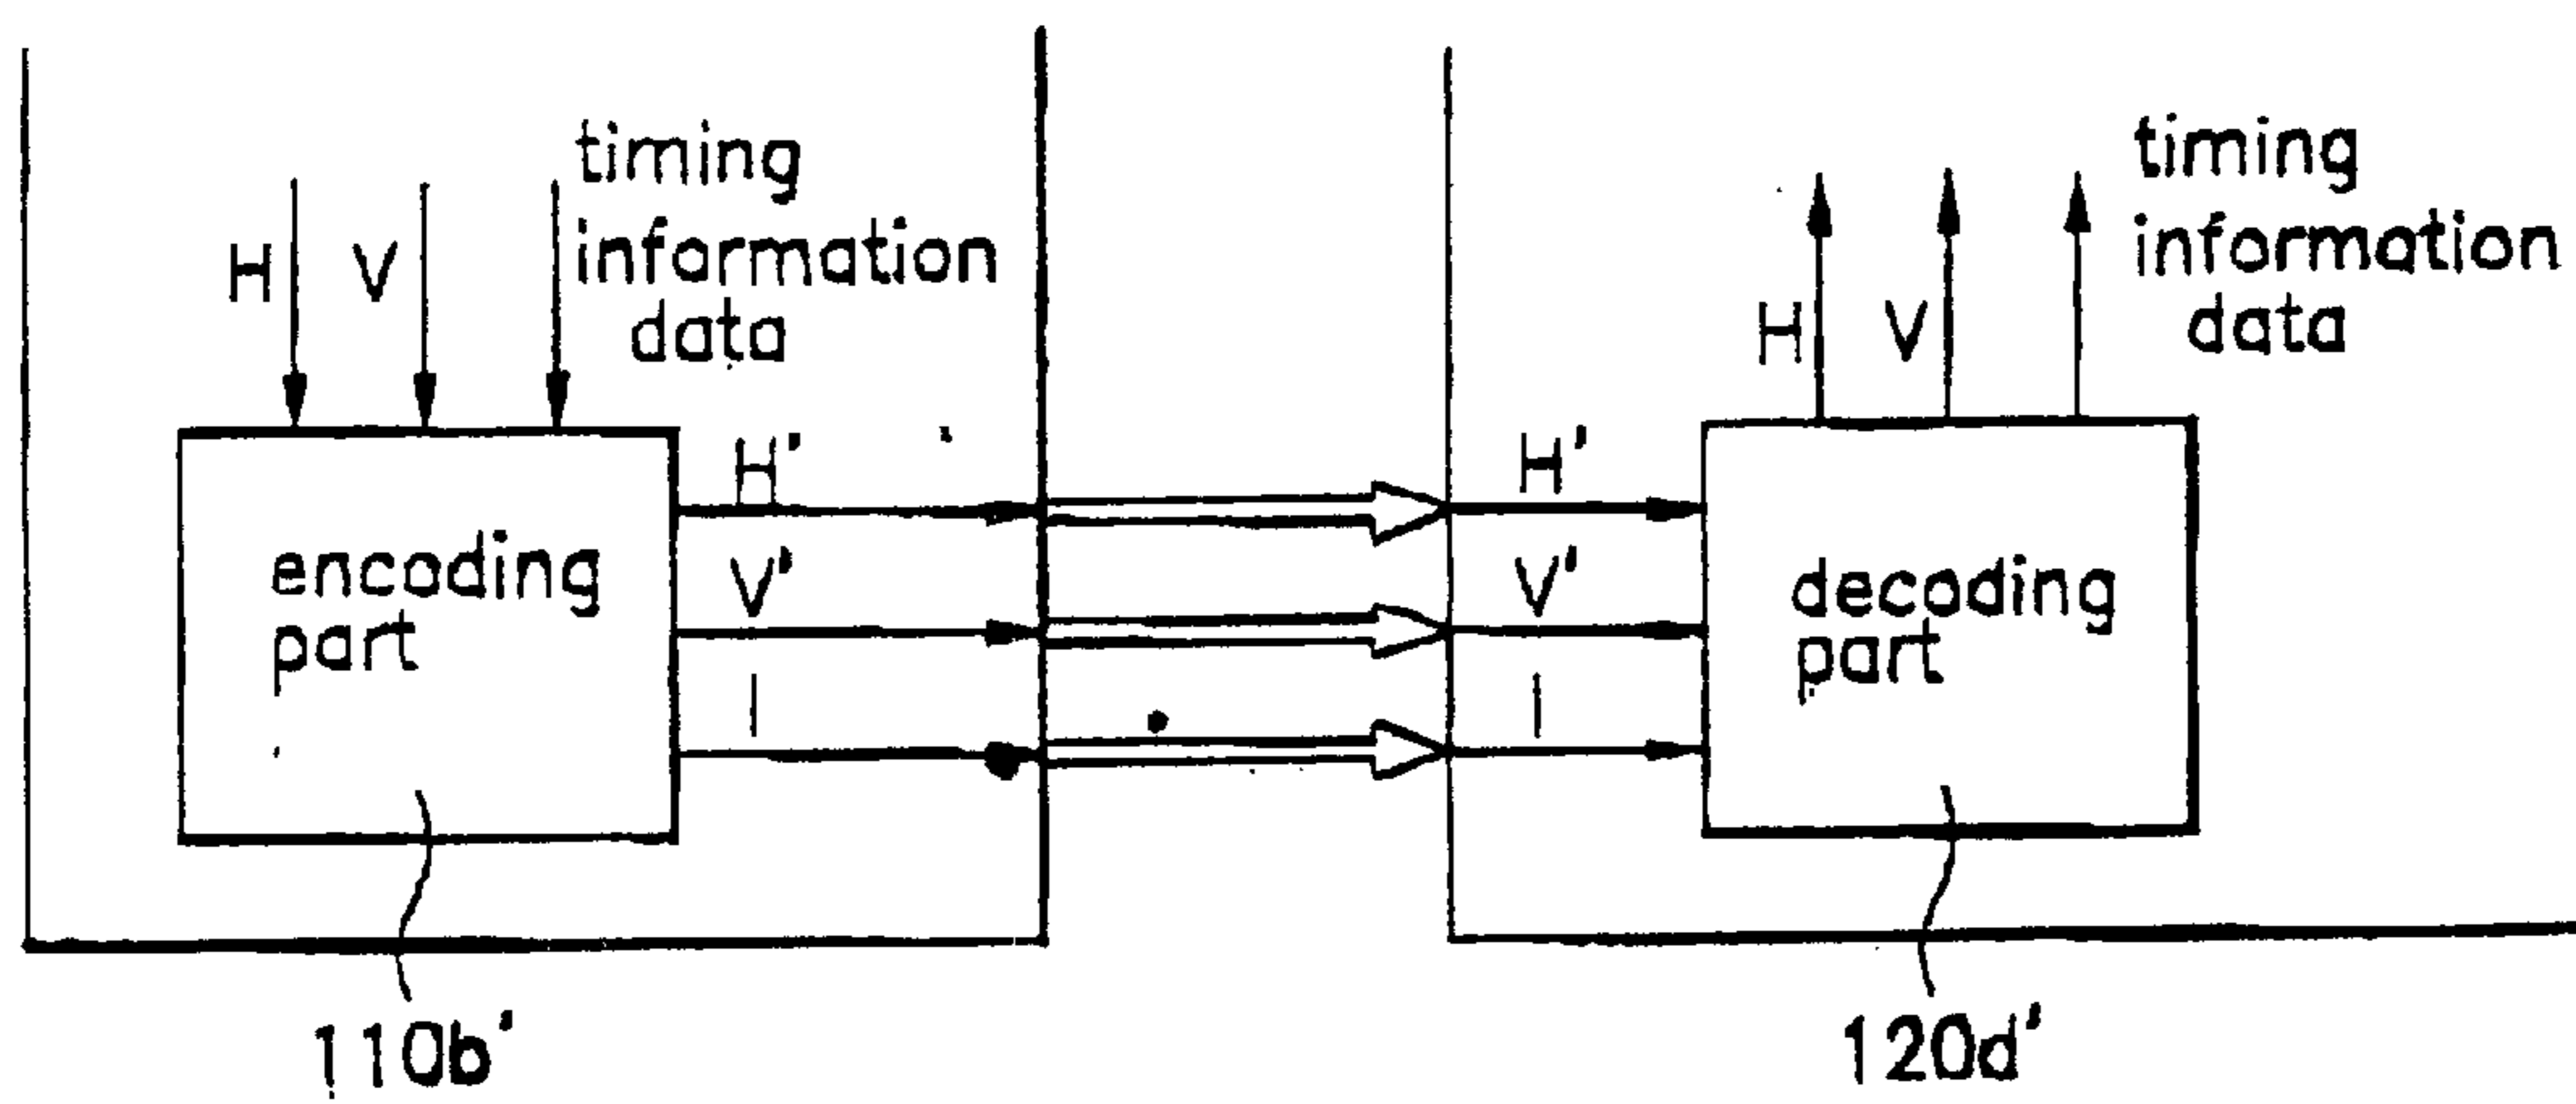 timing
information
data
H
V
encoding
part
H'
V'
I
110b'
timing
information
data
H
V
H'
V'
I
decoding
part
120d'